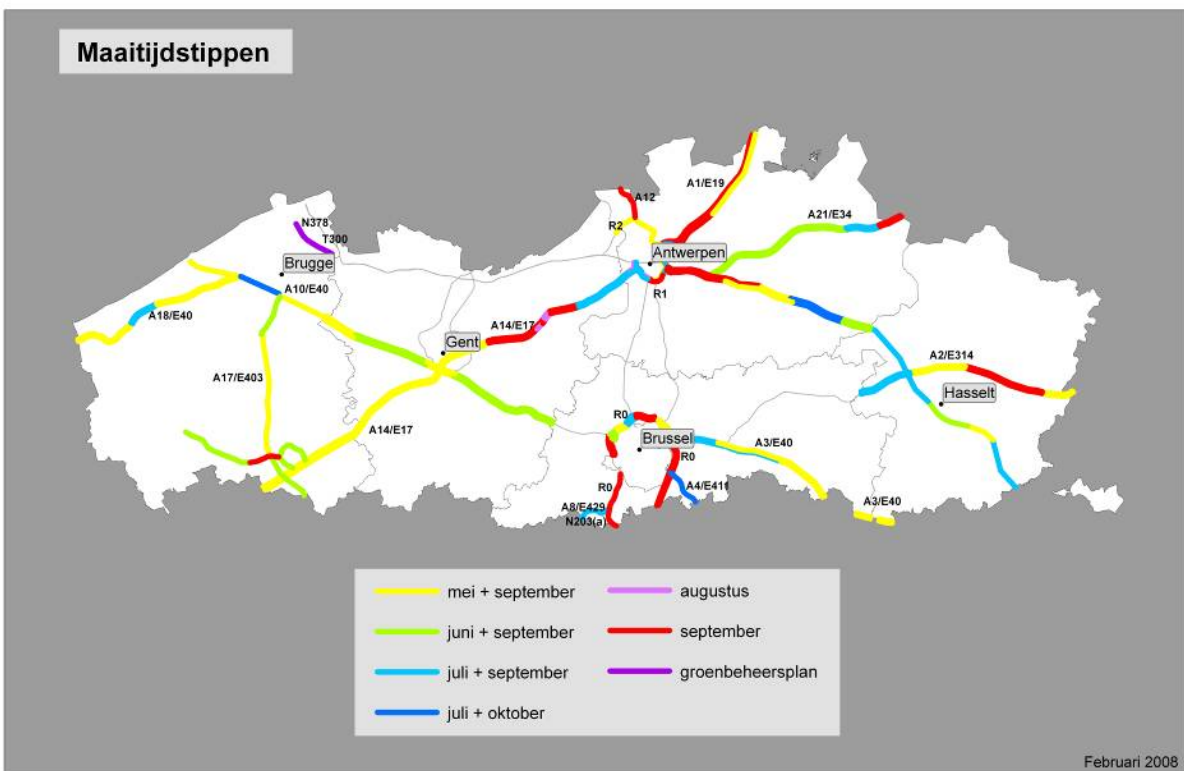 Maaitijdstippen
A1/E19
A12
A21/E34
N378
R2
T300
Antwerpen
Brugge
A10/E40
R1
A18/E40
A14/E17
Gent
A2/E314
A17/E403
Hasselt
R0
A14/E17
Brussel
A3/E40
R0
R0
A4/E411
A3/E40
A8/E429
N203(a)
mei + september
augustus
juni + september
september
juli + september
groenbeheersplan
juli + oktober
Februari 2008